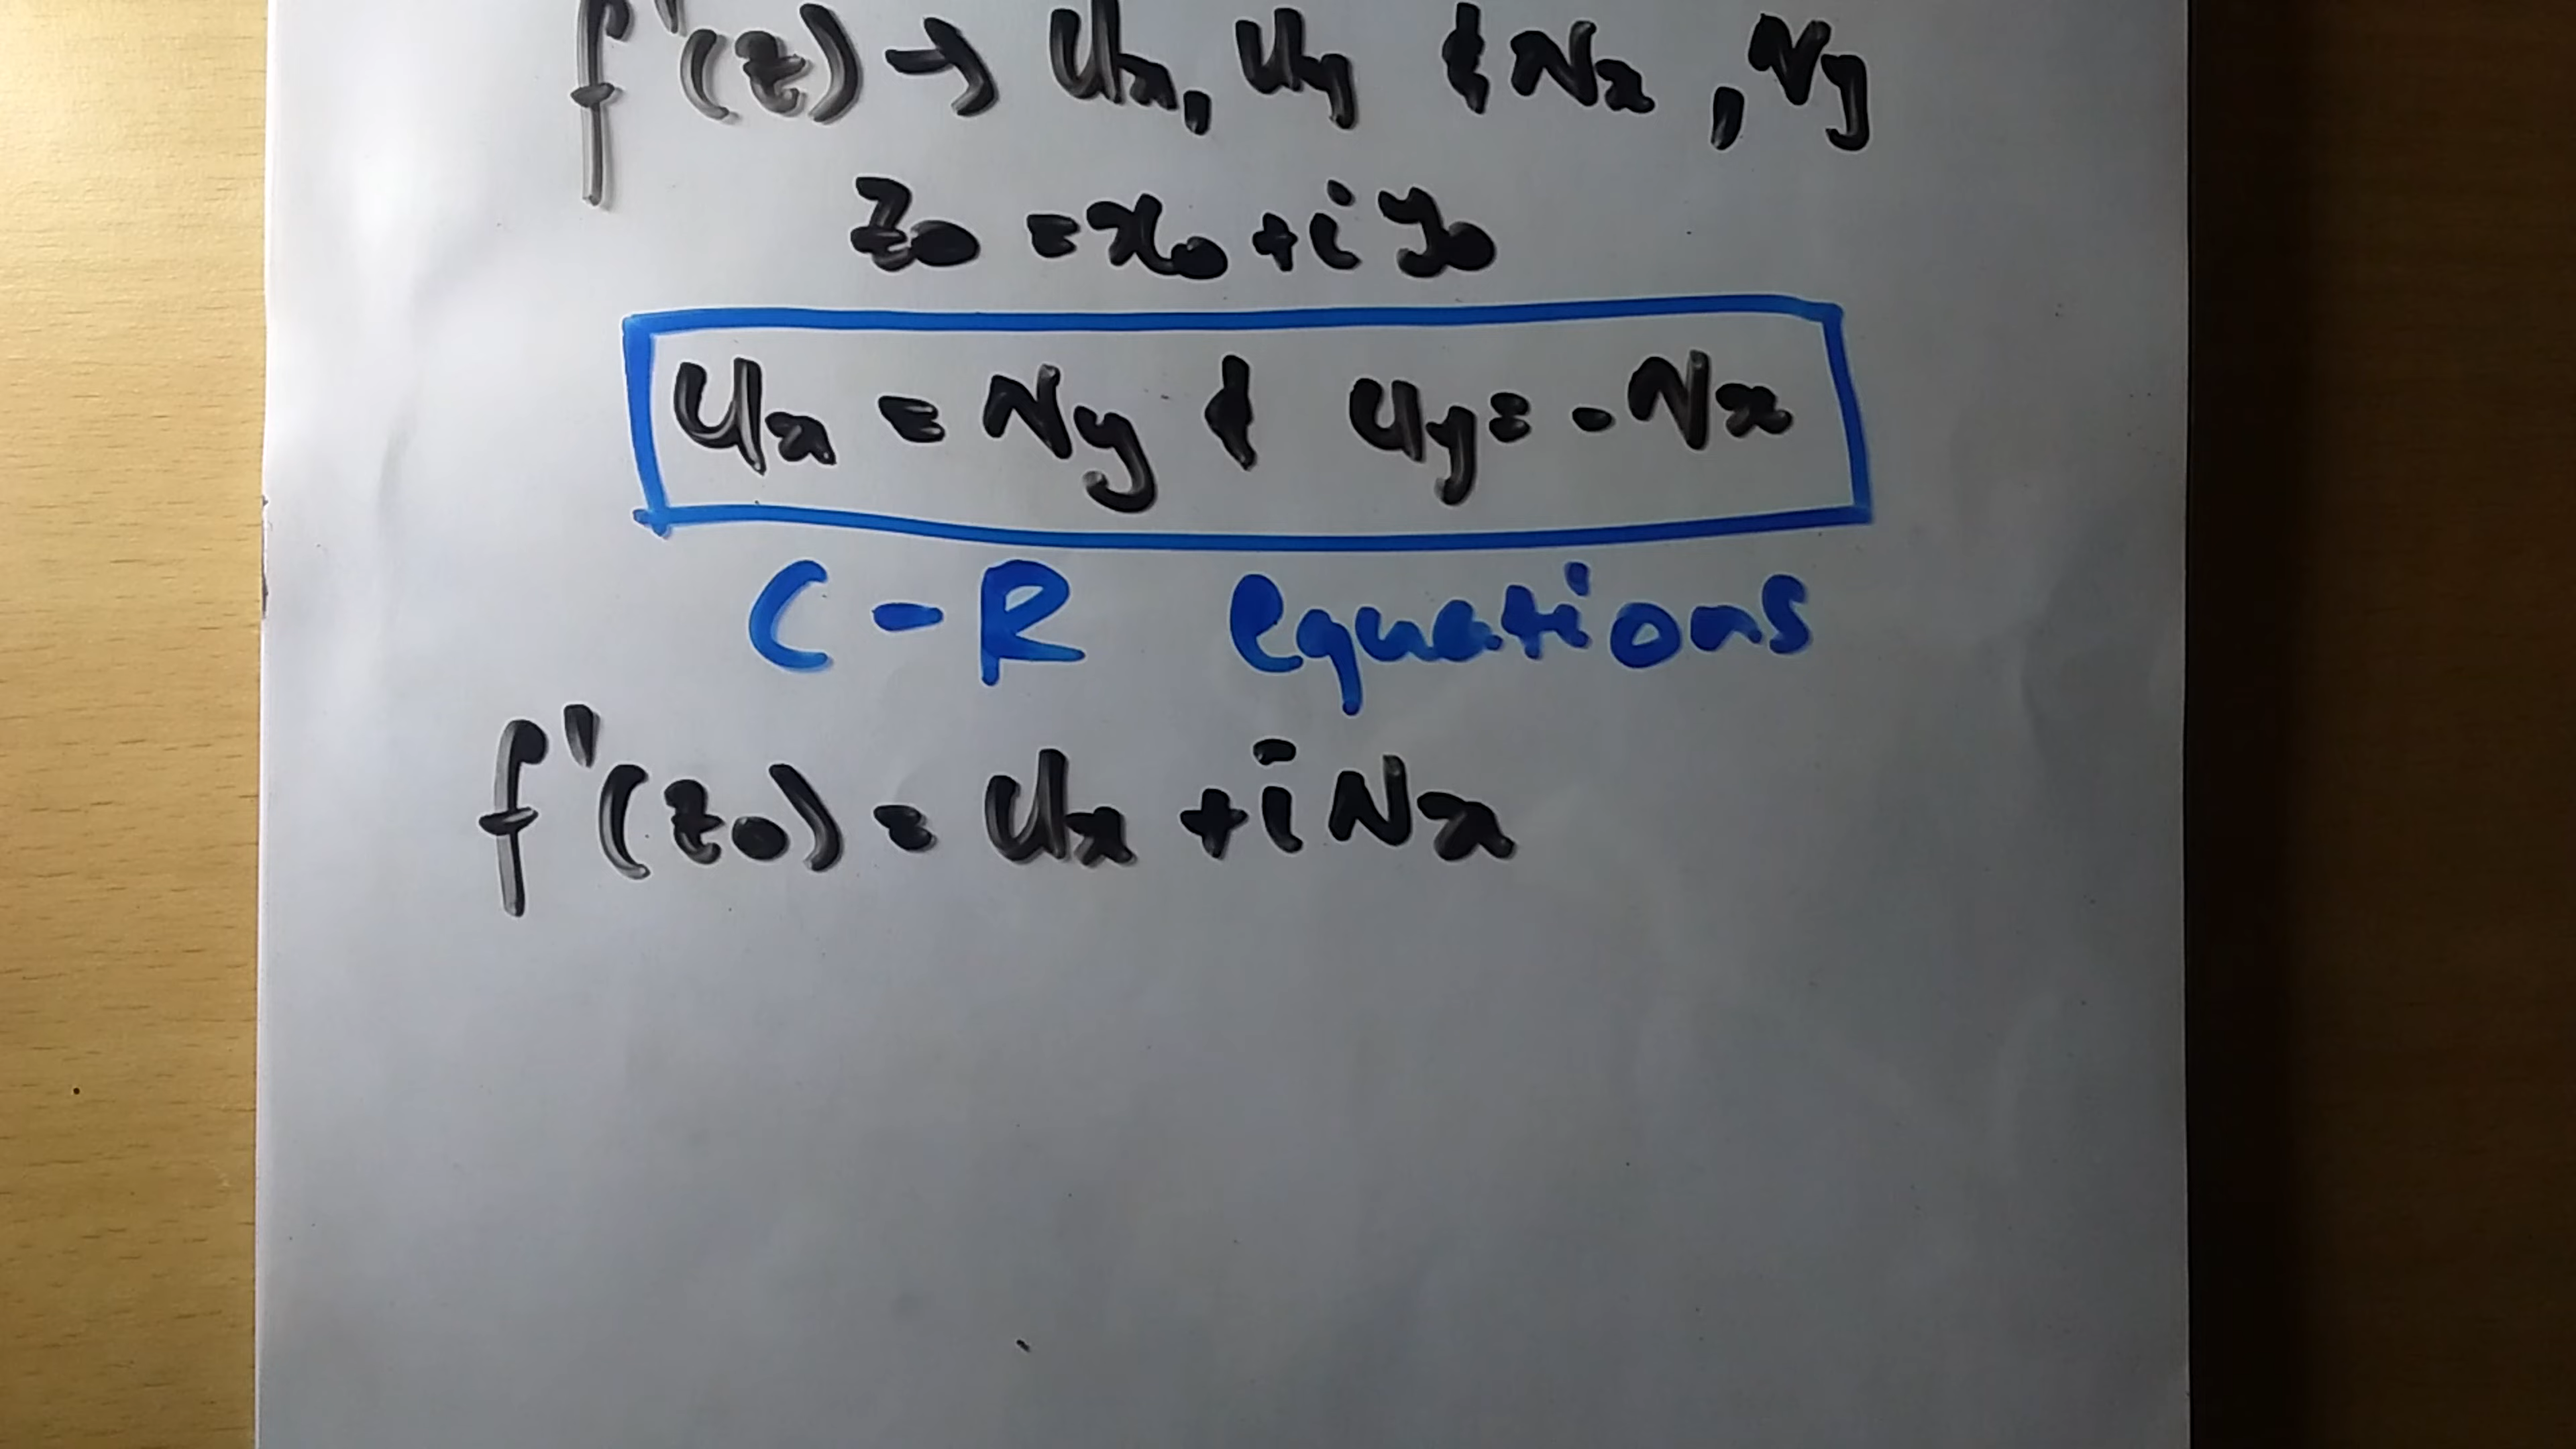 f'(z) → Ux, Uy & Vx, Vy
z₀ = x₀ + i y₀
Ux = Vy & Uy = -Vx
C-R equations
f'(z₀) = Ux + i Vx